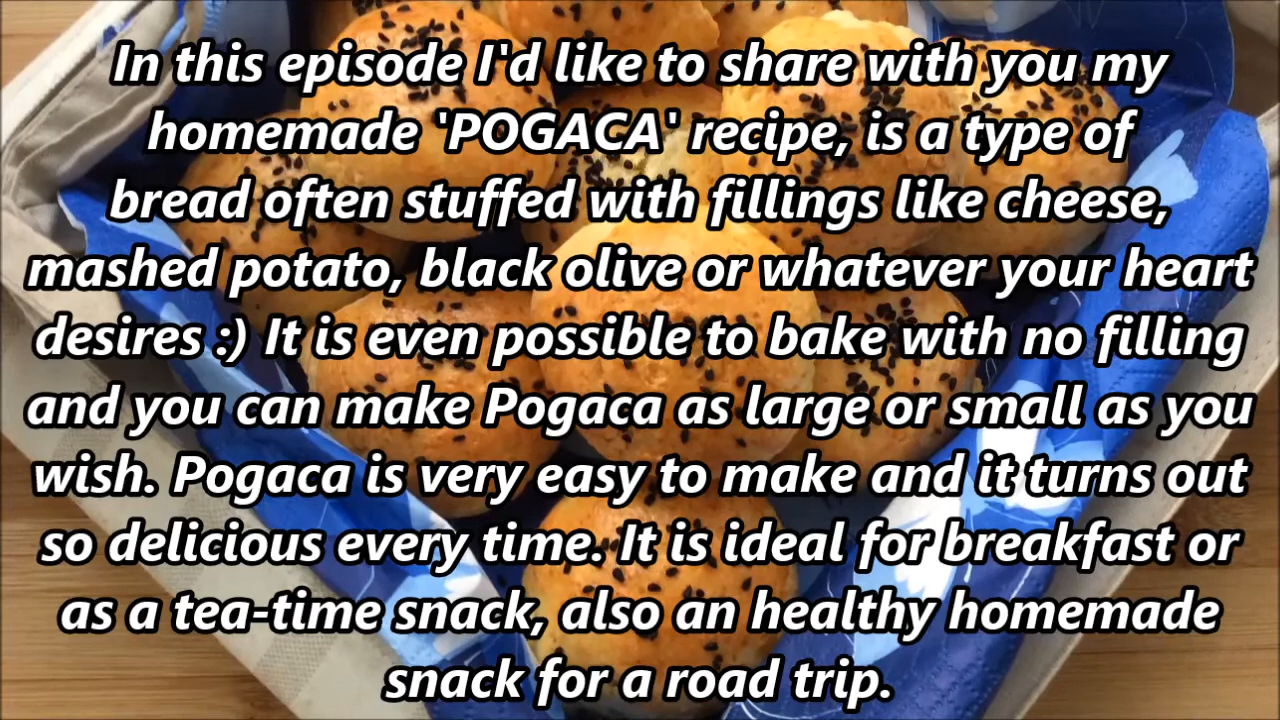 In this episode I'd like to share with you my
homemade 'POGACA' recipe, is a type of
bread often stuffed with fillings like cheese,
mashed potato, black olive or whatever your heart
desires :) It is even possible to bake with no filling
and you can make Pogaca as large or small as you
wish. Pogaca is very easy to make and it turns out
so delicious every time. It is ideal for breakfast or
as a tea-time snack, also an healthy homemade
snack for a road trip.